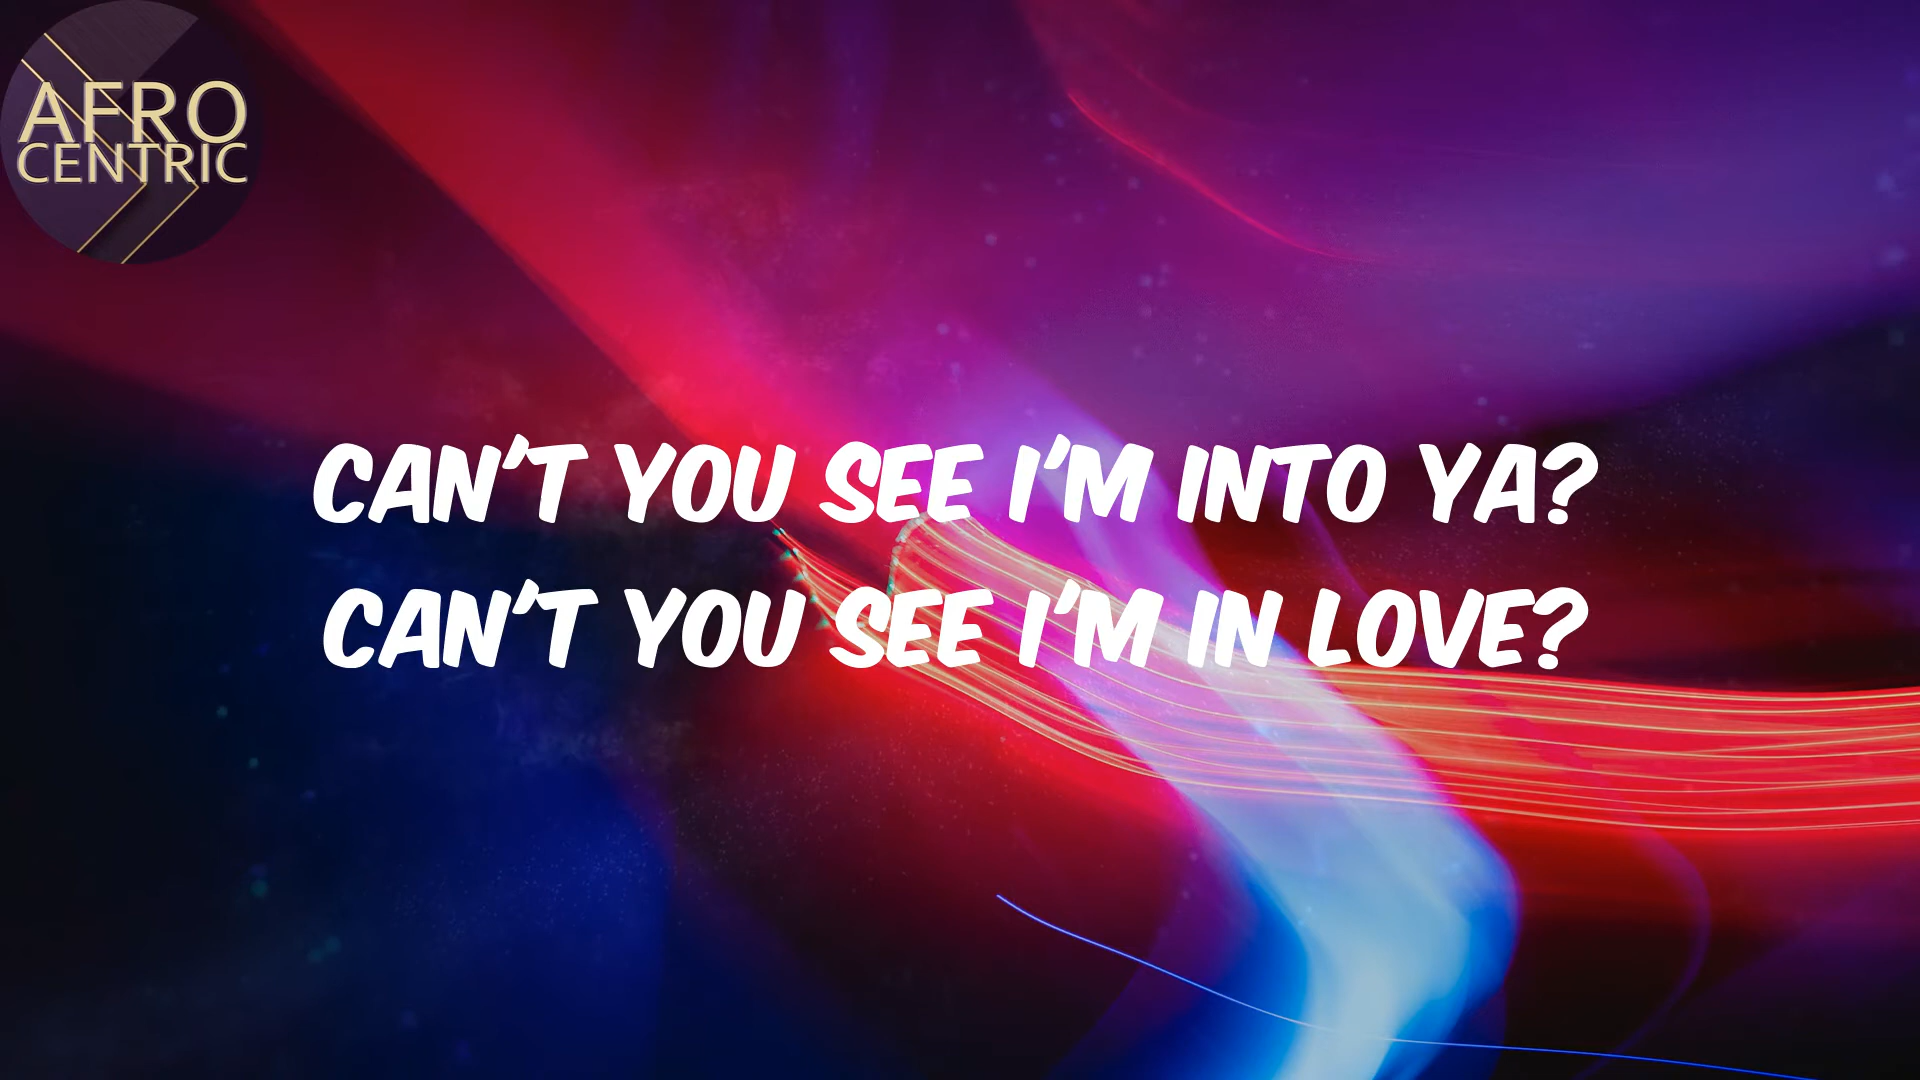 AFRO
CENTRIC
CAN'T YOU SEE I'M INTO YA?
CAN'T YOU SEE I'M IN LOVE?